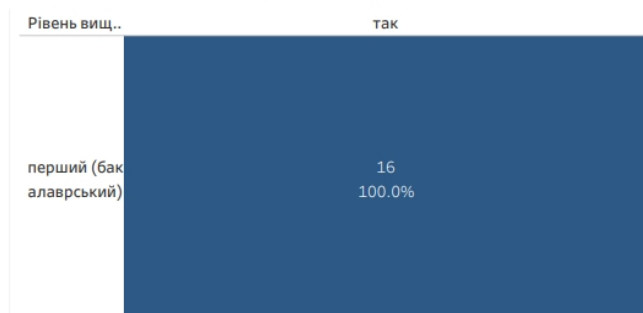 Рівень вищ.. так
перший (бак
алаврський)
16
100.0%